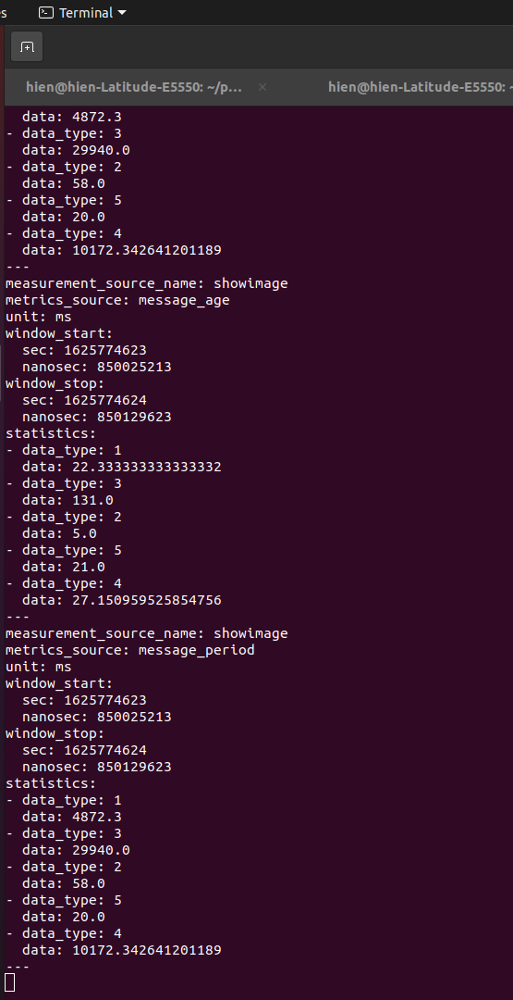 s
Terminal
hien@hien-Latitude-E5550: ~/p...
hien@hien-Latitude-E5550: ~
data: 4872.3
- data_type: 3
data: 29940.0
- data_type: 2
data: 58.0
- data_type: 5
data: 20.0
- data_type: 4
data: 10172.342641201189
---
measurement_source_name: showimage
metrics_source: message_age
unit: ms
window_start:
sec: 1625774623
nanosec: 850025213
window_stop:
sec: 1625774624
nanosec: 850129623
statistics:
- data_type: 1
data: 22.333333333333332
- data_type: 3
data: 131.0
- data_type: 2
data: 5.0
- data_type: 5
data: 21.0
- data_type: 4
data: 27.150959525854756
---
measurement_source_name: showimage
metrics_source: message_period
unit: ms
window_start:
sec: 1625774623
nanosec: 850025213
window_stop:
sec: 1625774624
nanosec: 850129623
statistics:
- data_type: 1
data: 4872.3
- data_type: 3
data: 29940.0
- data_type: 2
data: 58.0
- data_type: 5
data: 20.0
- data_type: 4
data: 10172.342641201189
---